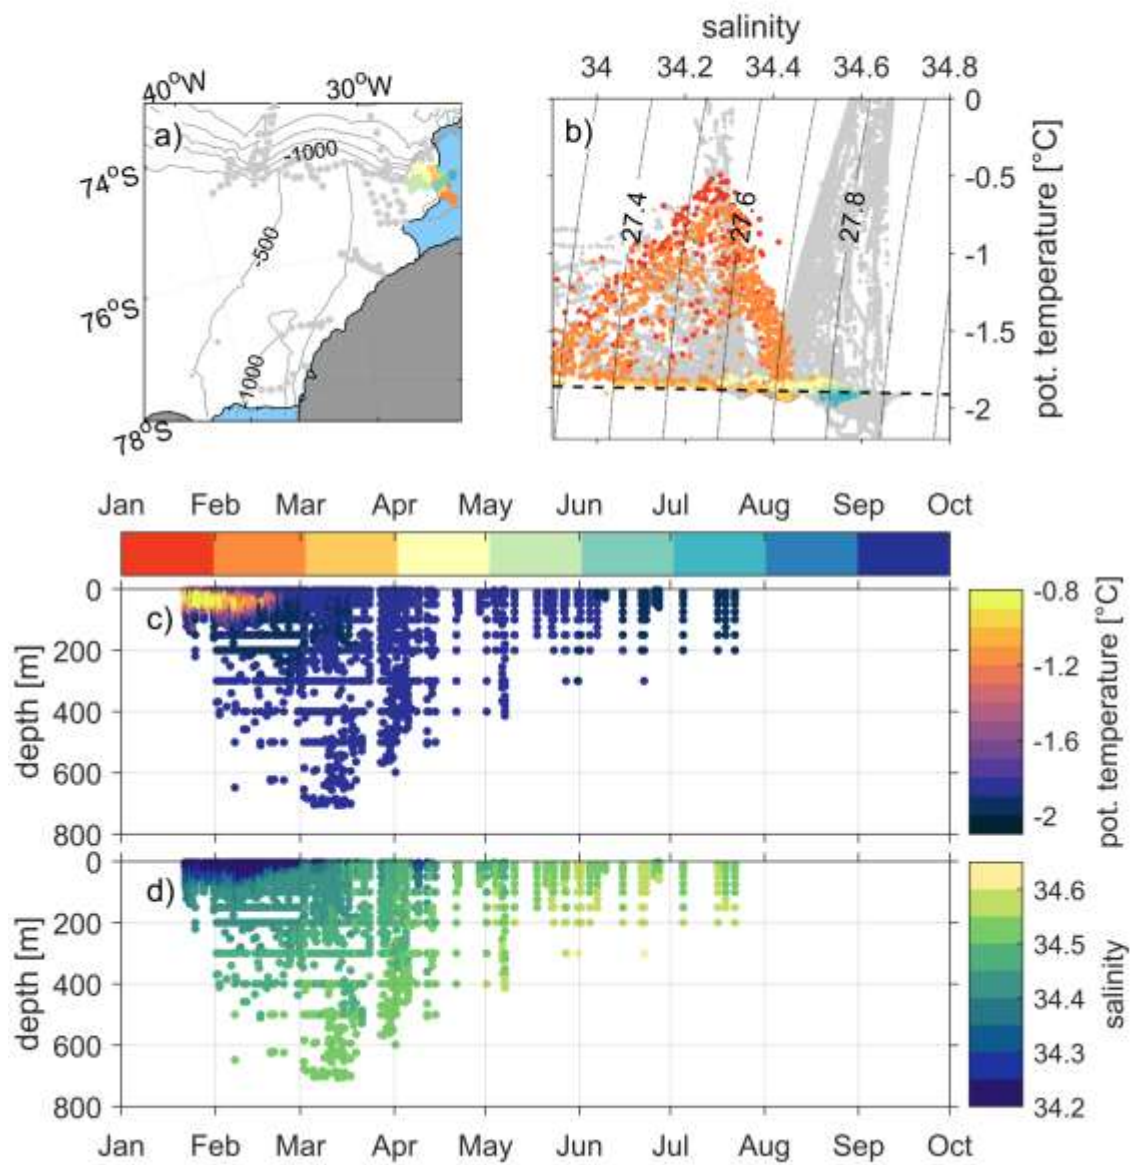 salinity
34 34.2 34.4 34.6 34.8
40°W 30°W
a)
-1000
74°S
-500
76°S
-1000
78°S
b)
27.4 27.6 27.8
0
-0.5
-1
-1.5
-2
pot. temperature [°C]
Jan Feb Mar Apr May Jun Jul Aug Sep Oct
c)
0
200
400
600
800
depth [m]
-0.8
-1.2
-1.6
-2
pot. temperature [°C]
d)
0
200
400
600
800
depth [m]
34.6
34.5
34.4
34.3
34.2
salinity
Jan Feb Mar Apr May Jun Jul Aug Sep Oct